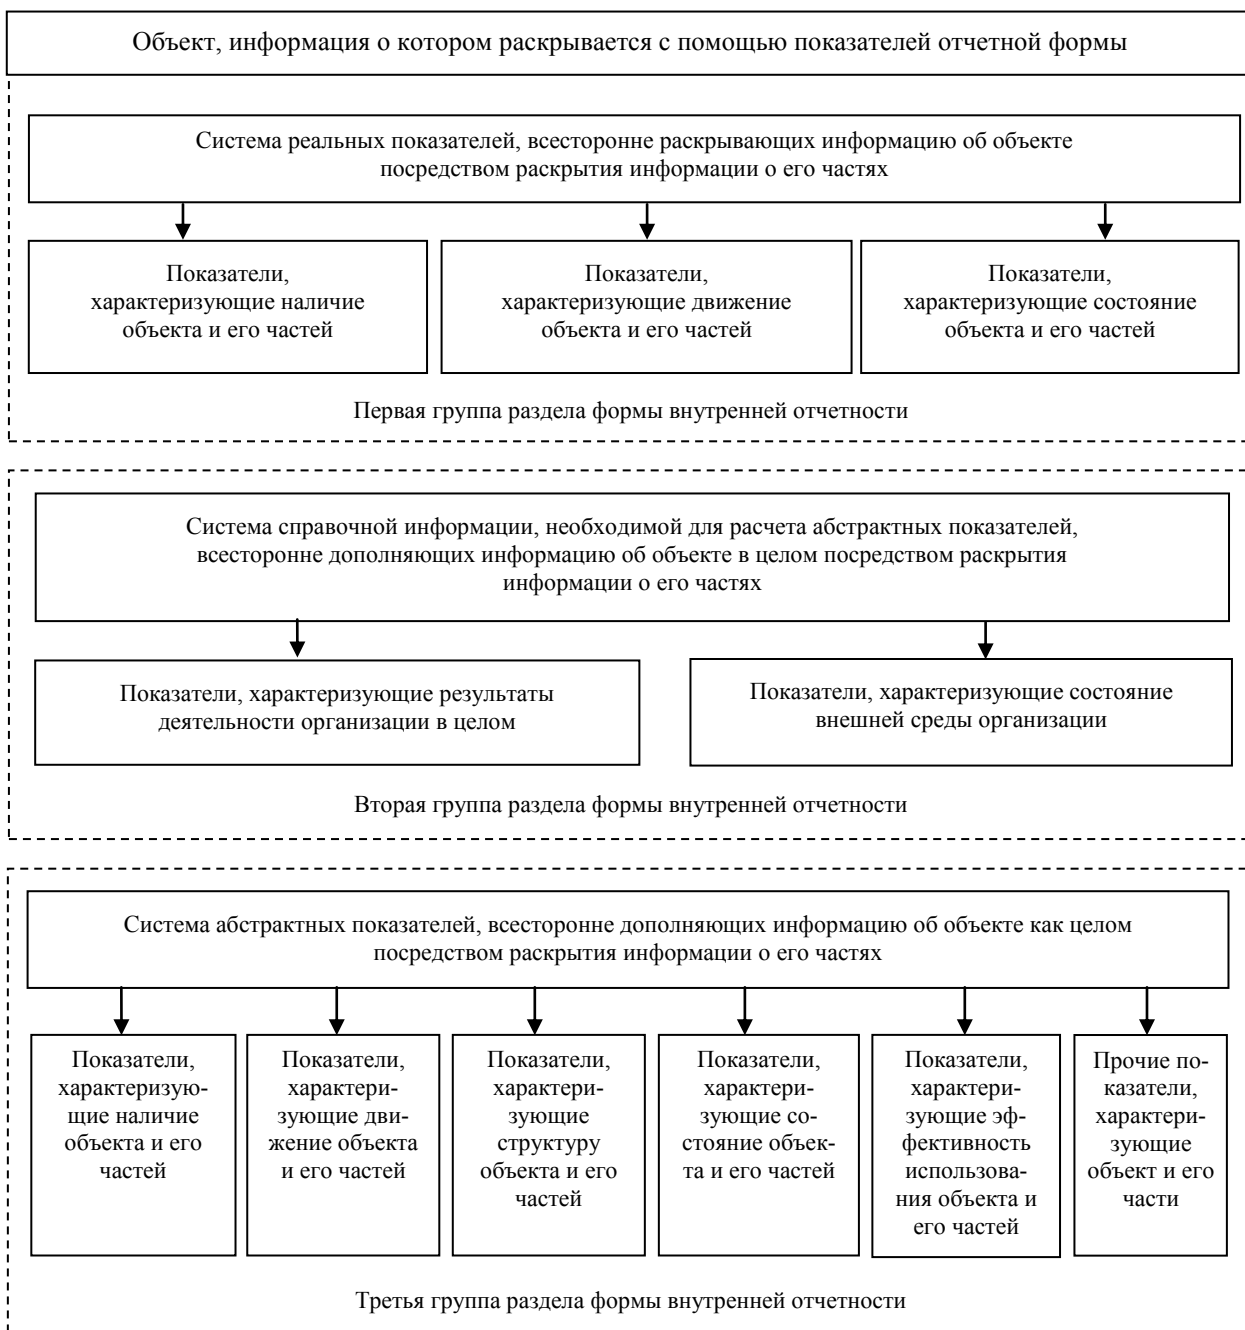 Объект, информация о котором раскрывается с помощью показателей отчетной формы
Система реальных показателей, всесторонне раскрывающих информацию об объекте
посредством раскрытия информации о его частях
Показатели,
характеризующие наличие
объекта и его частей
Показатели,
характеризующие движение
объекта и его частей
Показатели,
характеризующие состояние
объекта и его частей
Первая группа раздела формы внутренней отчетности
Система справочной информации, необходимой для расчета абстрактных показателей,
всесторонне дополняющих информацию об объекте в целом посредством раскрытия
информации о его частях
Показатели, характеризующие результаты
деятельности организации в целом
Показатели, характеризующие состояние
внешней среды организации
Вторая группа раздела формы внутренней отчетности
Система абстрактных показателей, всесторонне дополняющих информацию об объекте как целом
посредством раскрытия информации о его частях
Показатели,
характеризую-
щие наличие
объекта и его
частей
Показатели,
характери-
зующие дви-
жение объекта
и его частей
Показатели,
характери-
зующие
структуру
объекта и его
частей
Показатели,
характери-
зующие со-
стояние объек-
та и его частей
Показатели,
характери-
зующие эф-
фективность
использова-
ния объекта и
его частей
Прочие по-
казатели,
характери-
зующие
объект и его
части
Третья группа раздела формы внутренней отчетности